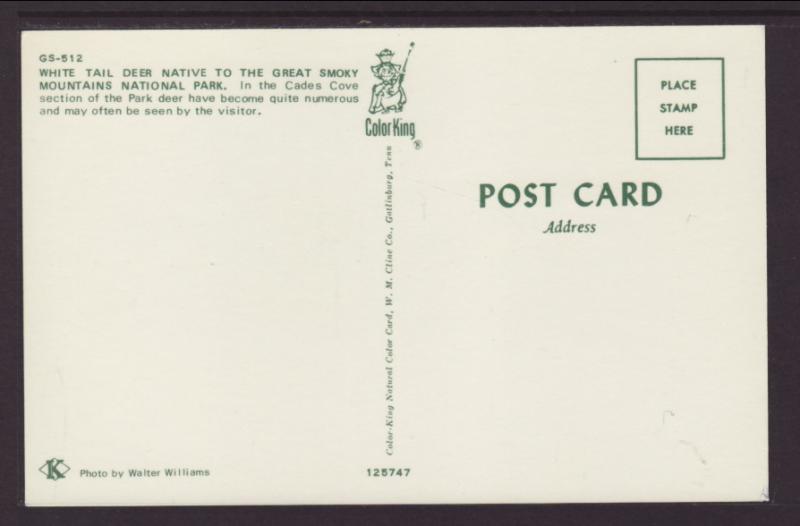 GS-512
WHITE TAIL DEER NATIVE TO THE GREAT SMOKY
MOUNTAINS NATIONAL PARK. In the Cades Cove
section of the Park deer have become quite numerous
and may often be seen by the visitor.
Color King
®
Color-King Natural Color Card, W. M. Cline Co., Gatlinburg, Tenn
PLACE
STAMP
HERE
POST CARD
Address
K
Photo by Walter Williams
125747